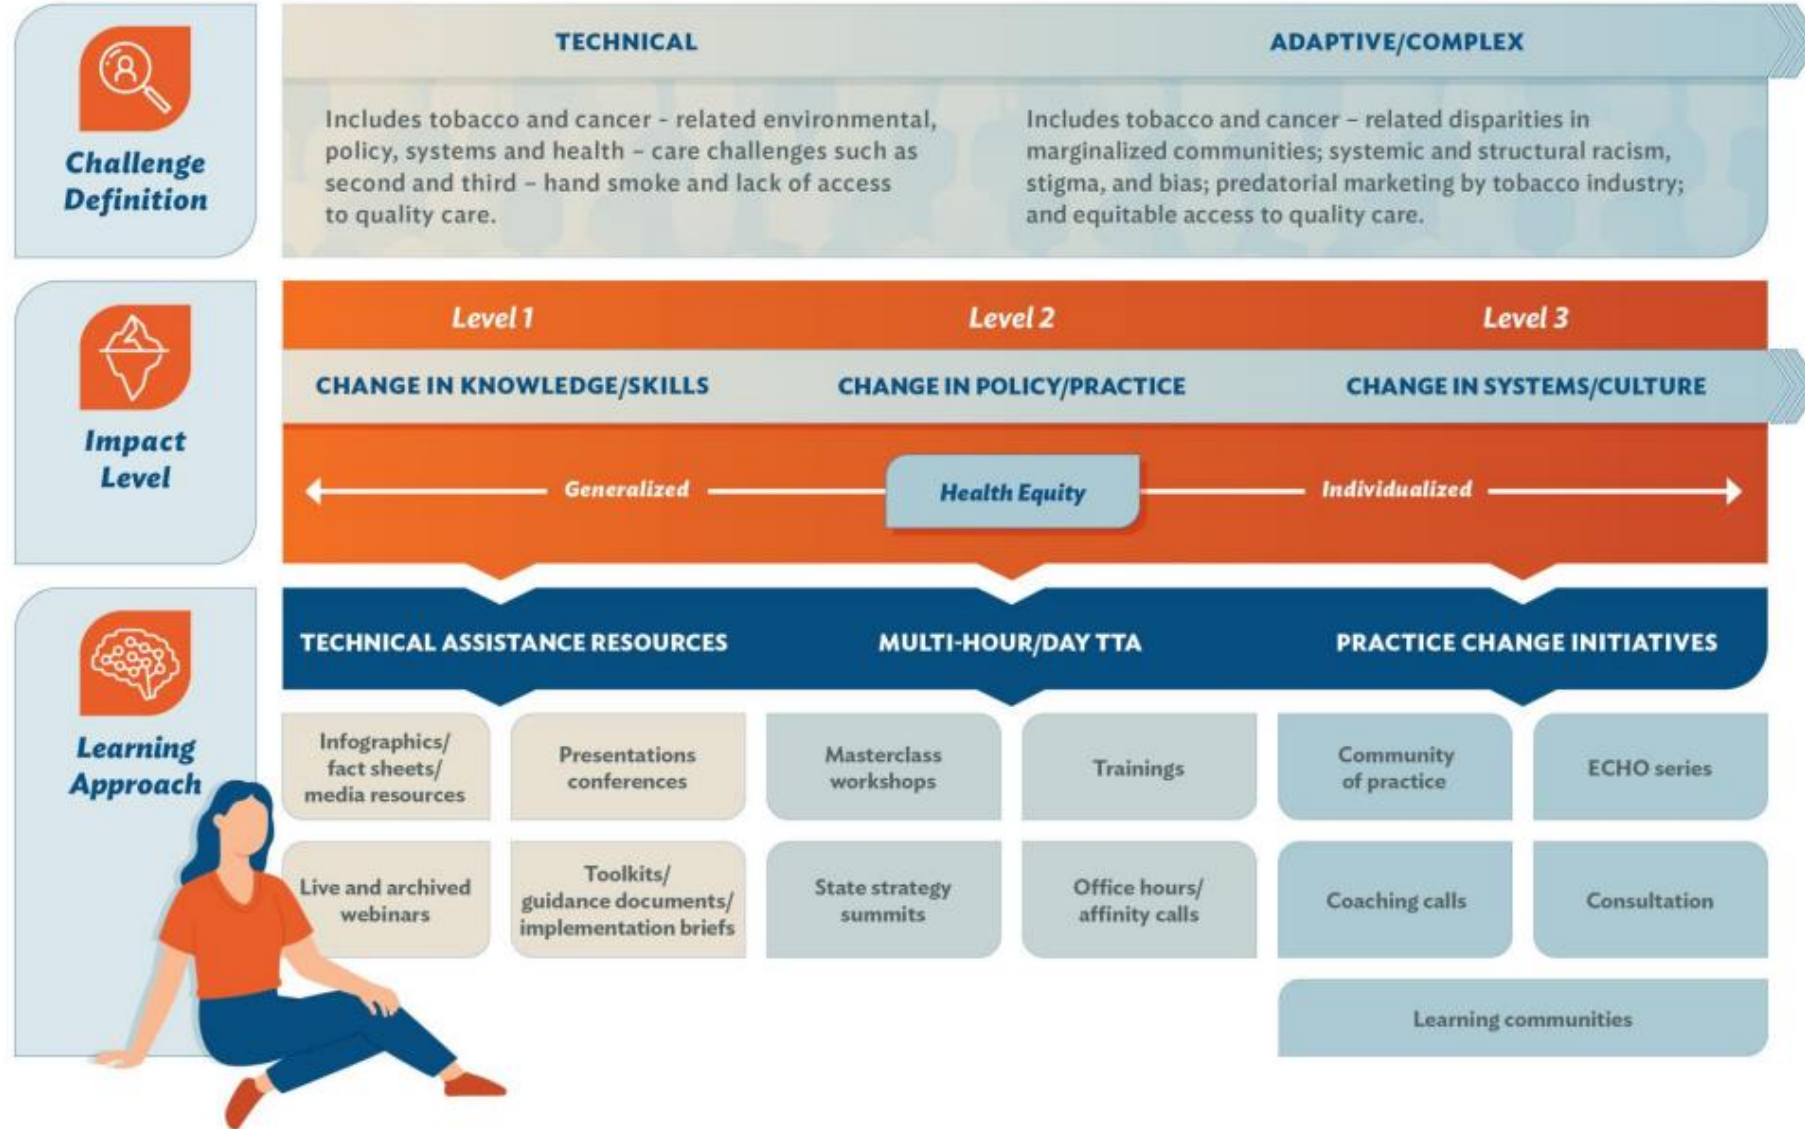 Challenge
Definition
TECHNICAL
ADAPTIVE/COMPLEX
Includes tobacco and cancer - related environmental,
policy, systems and health – care challenges such as
second and third – hand smoke and lack of access
to quality care.
Includes tobacco and cancer – related disparities in
marginalized communities; systemic and structural racism,
stigma, and bias; predatorial marketing by tobacco industry;
and equitable access to quality care.
Impact
Level
Level 1
Level 2
Level 3
CHANGE IN KNOWLEDGE/SKILLS
CHANGE IN POLICY/PRACTICE
CHANGE IN SYSTEMS/CULTURE
Generalized
Health Equity
Individualized
Learning
Approach
TECHNICAL ASSISTANCE RESOURCES
MULTI-HOUR/DAY TTA
PRACTICE CHANGE INITIATIVES
Infographics/
fact sheets/
media resources
Presentations
conferences
Masterclass
workshops
Trainings
Community
of practice
ECHO series
Live and archived
webinars
Toolkits/
guidance documents/
implementation briefs
State strategy
summits
Office hours/
affinity calls
Coaching calls
Consultation
Learning communities